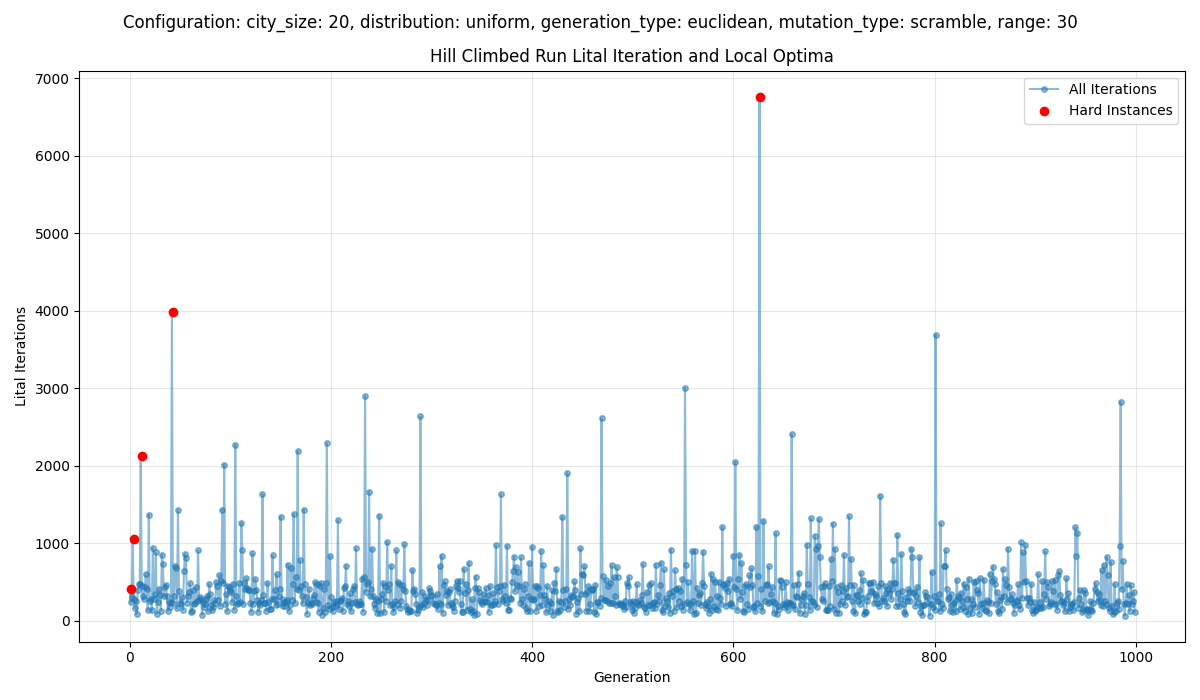 Configuration: city_size: 20, distribution: uniform, generation_type: euclidean, mutation_type: scramble, range: 30
Hill Climbed Run Lital Iteration and Local Optima
7000
6000
5000
4000
3000
2000
1000
0
Lital Iterations
All Iterations
Hard Instances
0 200 400 600 800 1000
Generation